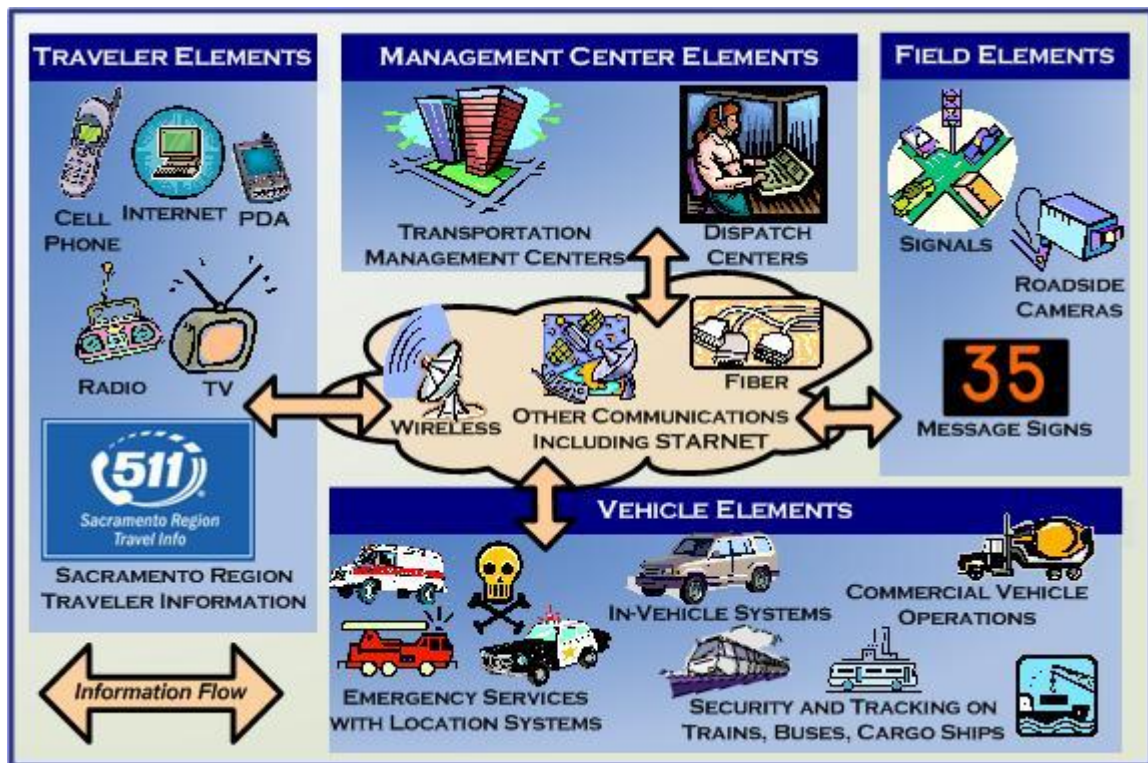 TRAVELER ELEMENTS
CELL
PHONE
INTERNET
PDA
RADIO
TV
511
Sacramento Region
Travel Info
SACRAMENTO REGION
TRAVELER INFORMATION
Information Flow
MANAGEMENT CENTER ELEMENTS
TRANSPORTATION
MANAGEMENT CENTERS
DISPATCH
CENTERS
WIRELESS
OTHER COMMUNICATIONS
INCLUDING STARNET
FIBER
FIELD ELEMENTS
SIGNALS
ROADSIDE
CAMERAS
35
MESSAGE SIGNS
VEHICLE ELEMENTS
EMERGENCY SERVICES
WITH LOCATION SYSTEMS
IN-VEHICLE SYSTEMS
COMMERCIAL VEHICLE
OPERATIONS
SECURITY AND TRACKING ON
TRAINS, BUSES, CARGO SHIPS